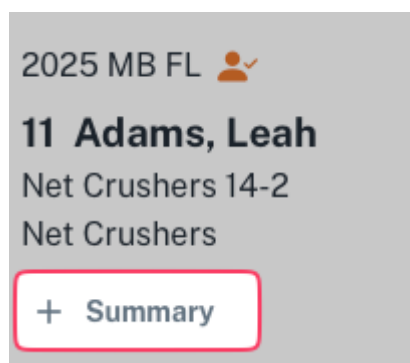 2025 MB FL
11 Adams, Leah
Net Crushers 14-2
Net Crushers
+ Summary